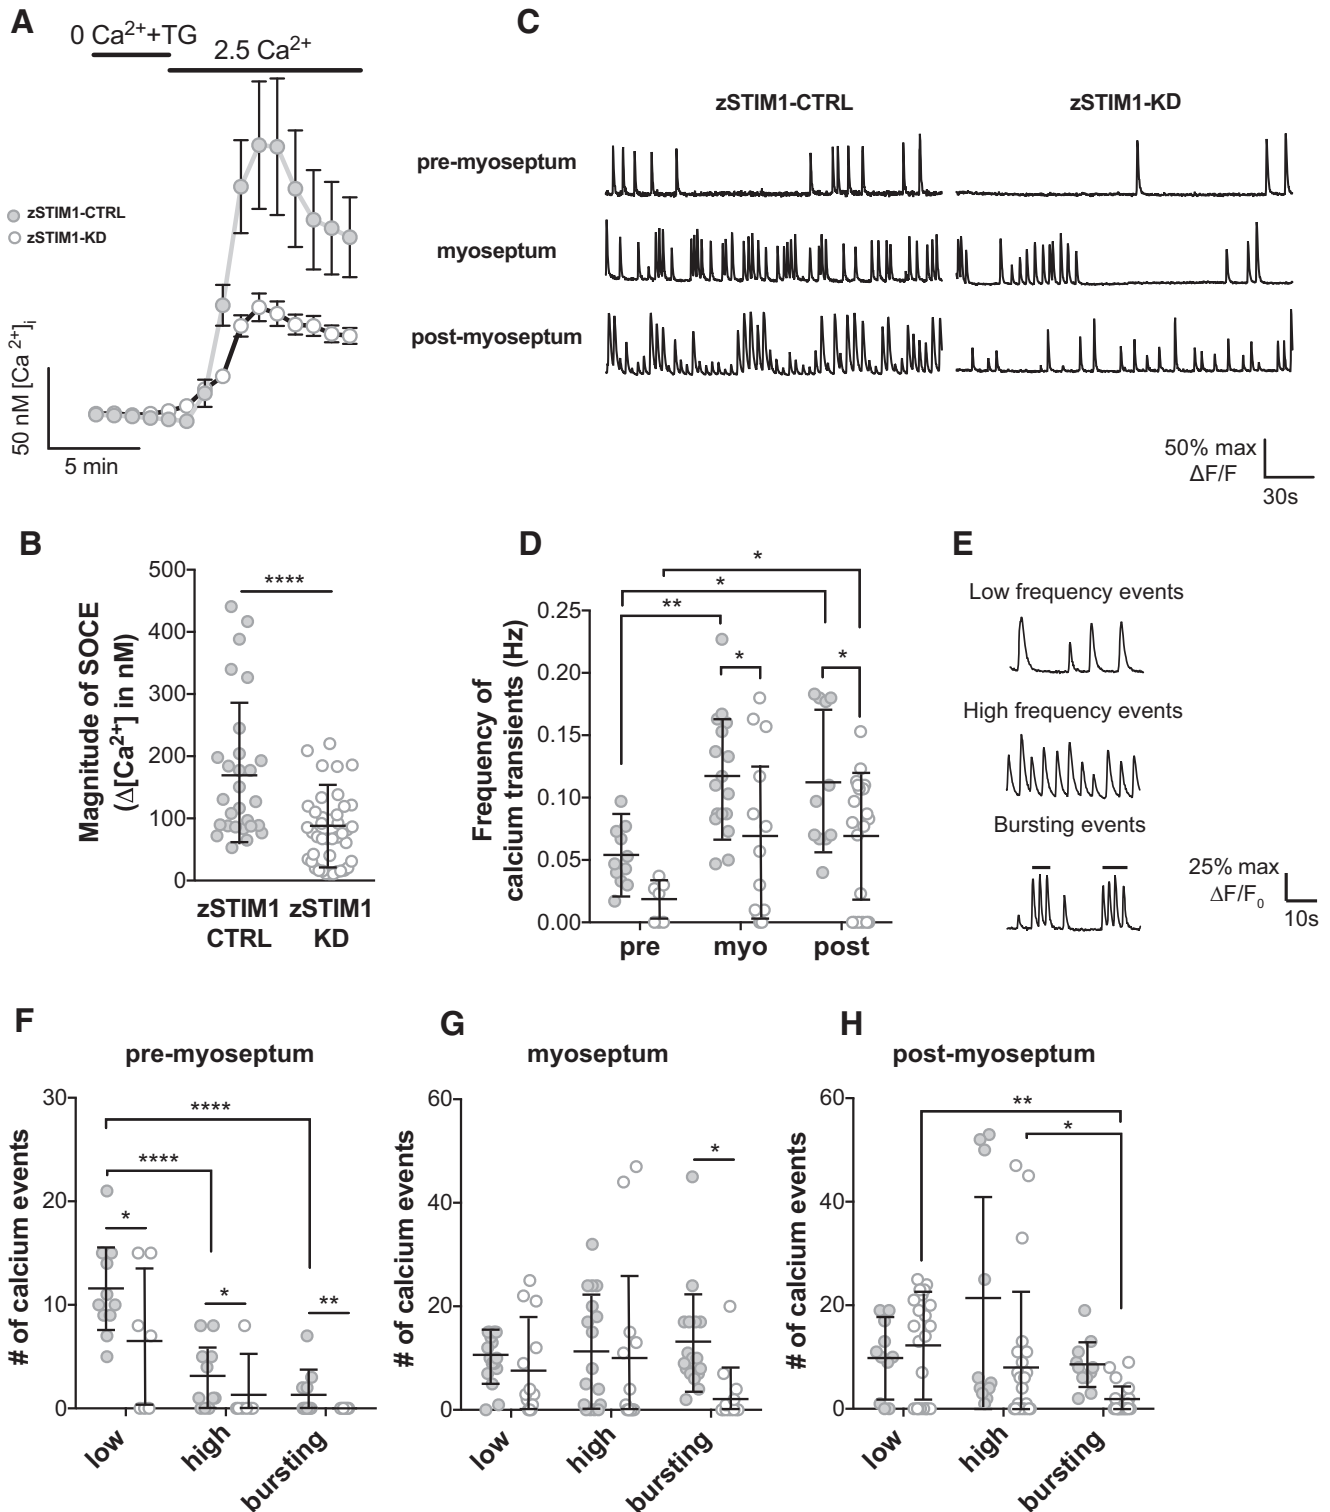 A
0 Ca²⁺+TG
2.5 Ca²⁺
zSTIM1-CTRL
zSTIM1-KD
50 nM [Ca ²⁺]i
5 min
C
zSTIM1-CTRL zSTIM1-KD
pre-myoseptum
myoseptum
post-myoseptum
50% max
ΔF/F
30s
B
Magnitude of SOCE
(Δ[Ca²⁺] in nM)
500
400
300
200
100
0
****
zSTIM1 zSTIM1
CTRL KD
D
Frequency of
calcium transients (Hz)
0.25
0.20
0.15
0.10
0.05
0.00
*
*
**
* *
pre myo post
E
Low frequency events
High frequency events
Bursting events
25% max
ΔF/F₀
10s
F
pre-myoseptum
# of calcium events
30
20
10
0
****
****
*
*
**
low high bursting
G
myoseptum
# of calcium events
60
40
20
0
*
low high bursting
H
post-myoseptum
# of calcium events
60
40
20
0
**
*
low high bursting